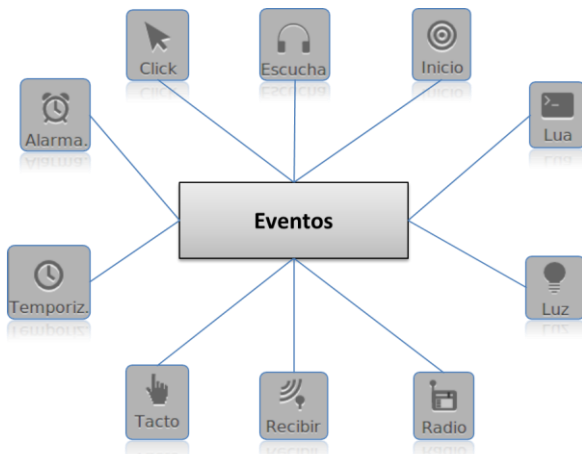 Click
Escucha
Inicio
Alarma.
Lua
Eventos
Temporiz.
Luz
Tacto
Recibir
Radio